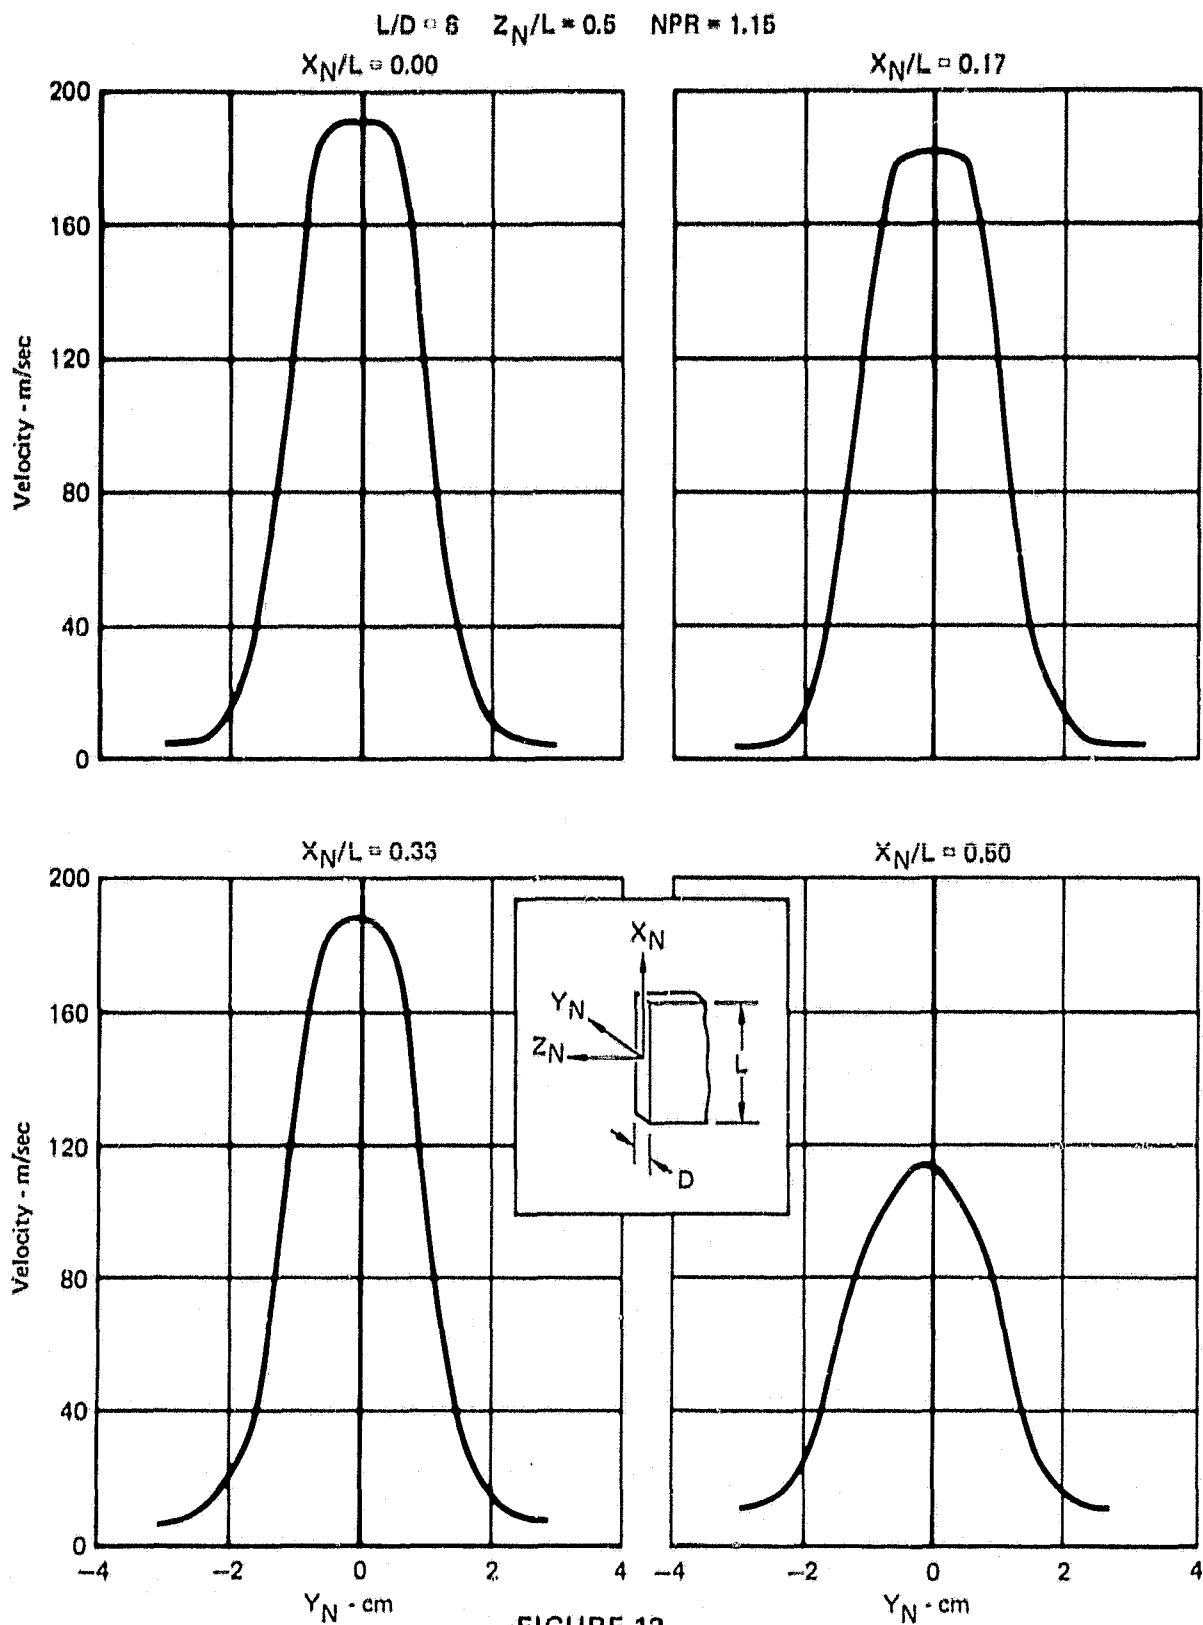 L/D = 6 Z_N/L = 0.5 NPR = 1.15
X_N/L = 0.00
X_N/L = 0.17
200
160
120
80
40
0
Velocity - m/sec
X_N/L = 0.33
X_N/L = 0.50
200
160
120
80
40
0
Velocity - m/sec
X_N
Y_N
Z_N
L
D
4
-4
-4 -2 0 2 4
-4 -2 0 2 4
Y_N - cm
Y_N - cm